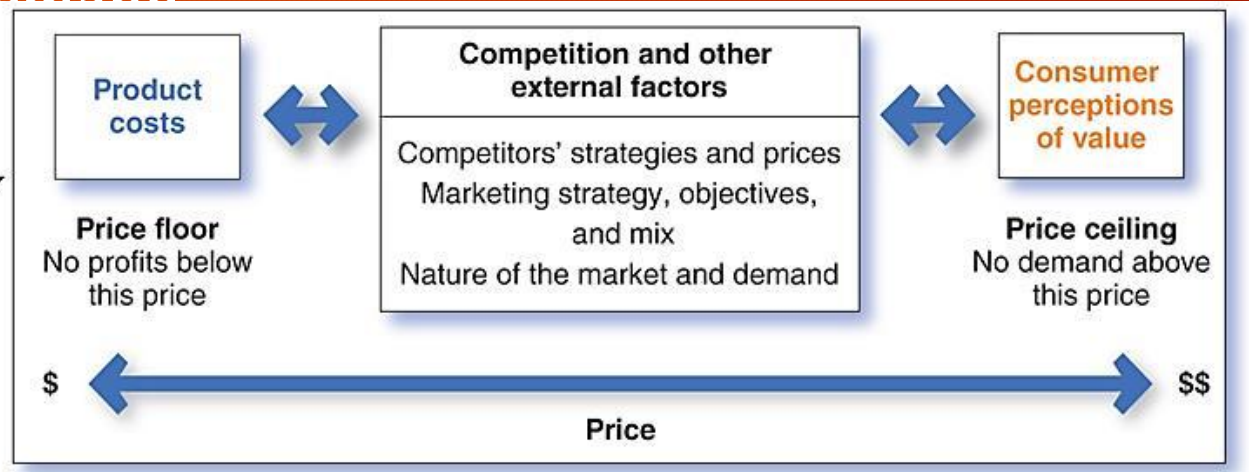 Product
costs
Price floor
No profits below
this price
Competition and other
external factors
Competitors' strategies and prices
Marketing strategy, objectives,
and mix
Nature of the market and demand
Consumer
perceptions
of value
Price ceiling
No demand above
this price
$
$$
Price